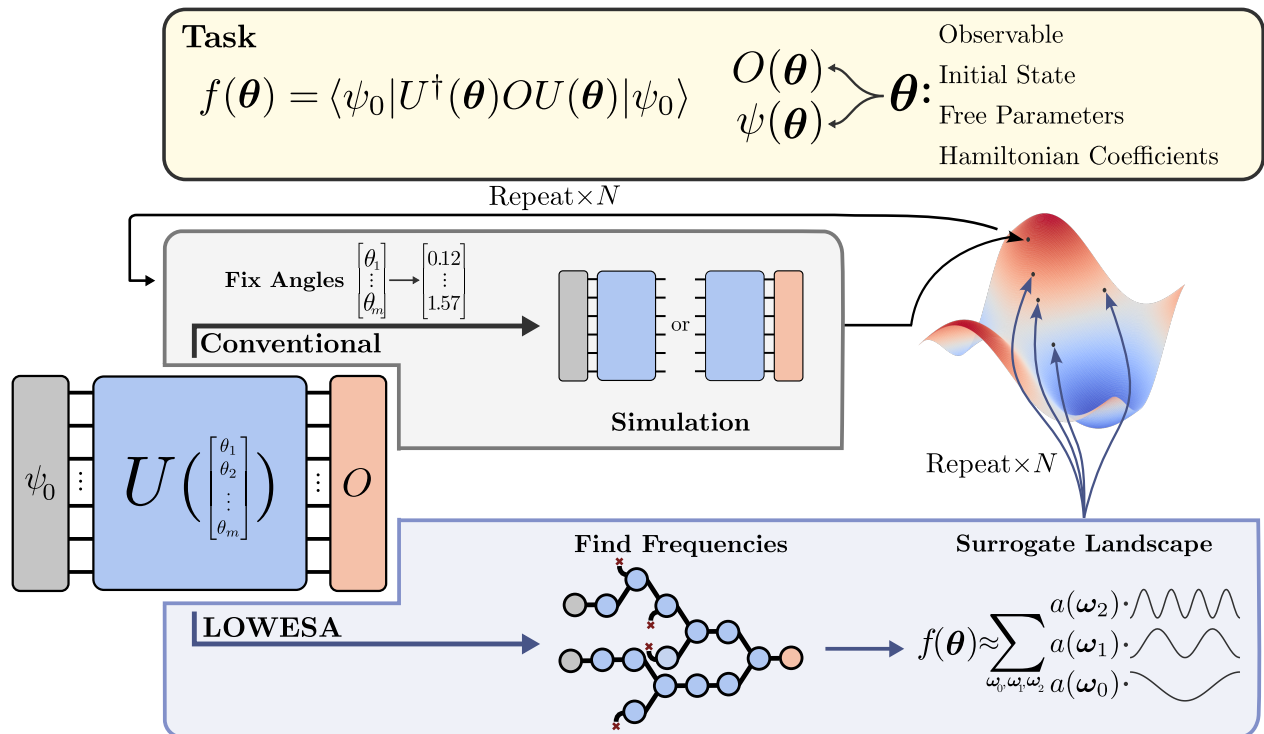 Task
f(θ) = ⟨ψ₀|U†(θ)OU(θ)|ψ₀⟩
O(θ)
ψ(θ)
θ:
Observable
Initial State
Free Parameters
Hamiltonian Coefficients
Repeat×N
Fix Angles [θ₁ ⋮ θₘ] → [0.12 ⋮ 1.57]
or
Conventional
Simulation
ψ₀
⋮
U([θ₁ θ₂ ⋮ θₘ])
⋮
O
Repeat×N
Find Frequencies
Surrogate Landscape
LOWESA
f(θ)≈∑
ω₀,ω₁,ω₂
a(ω₂)·
a(ω₁)·
a(ω₀)·